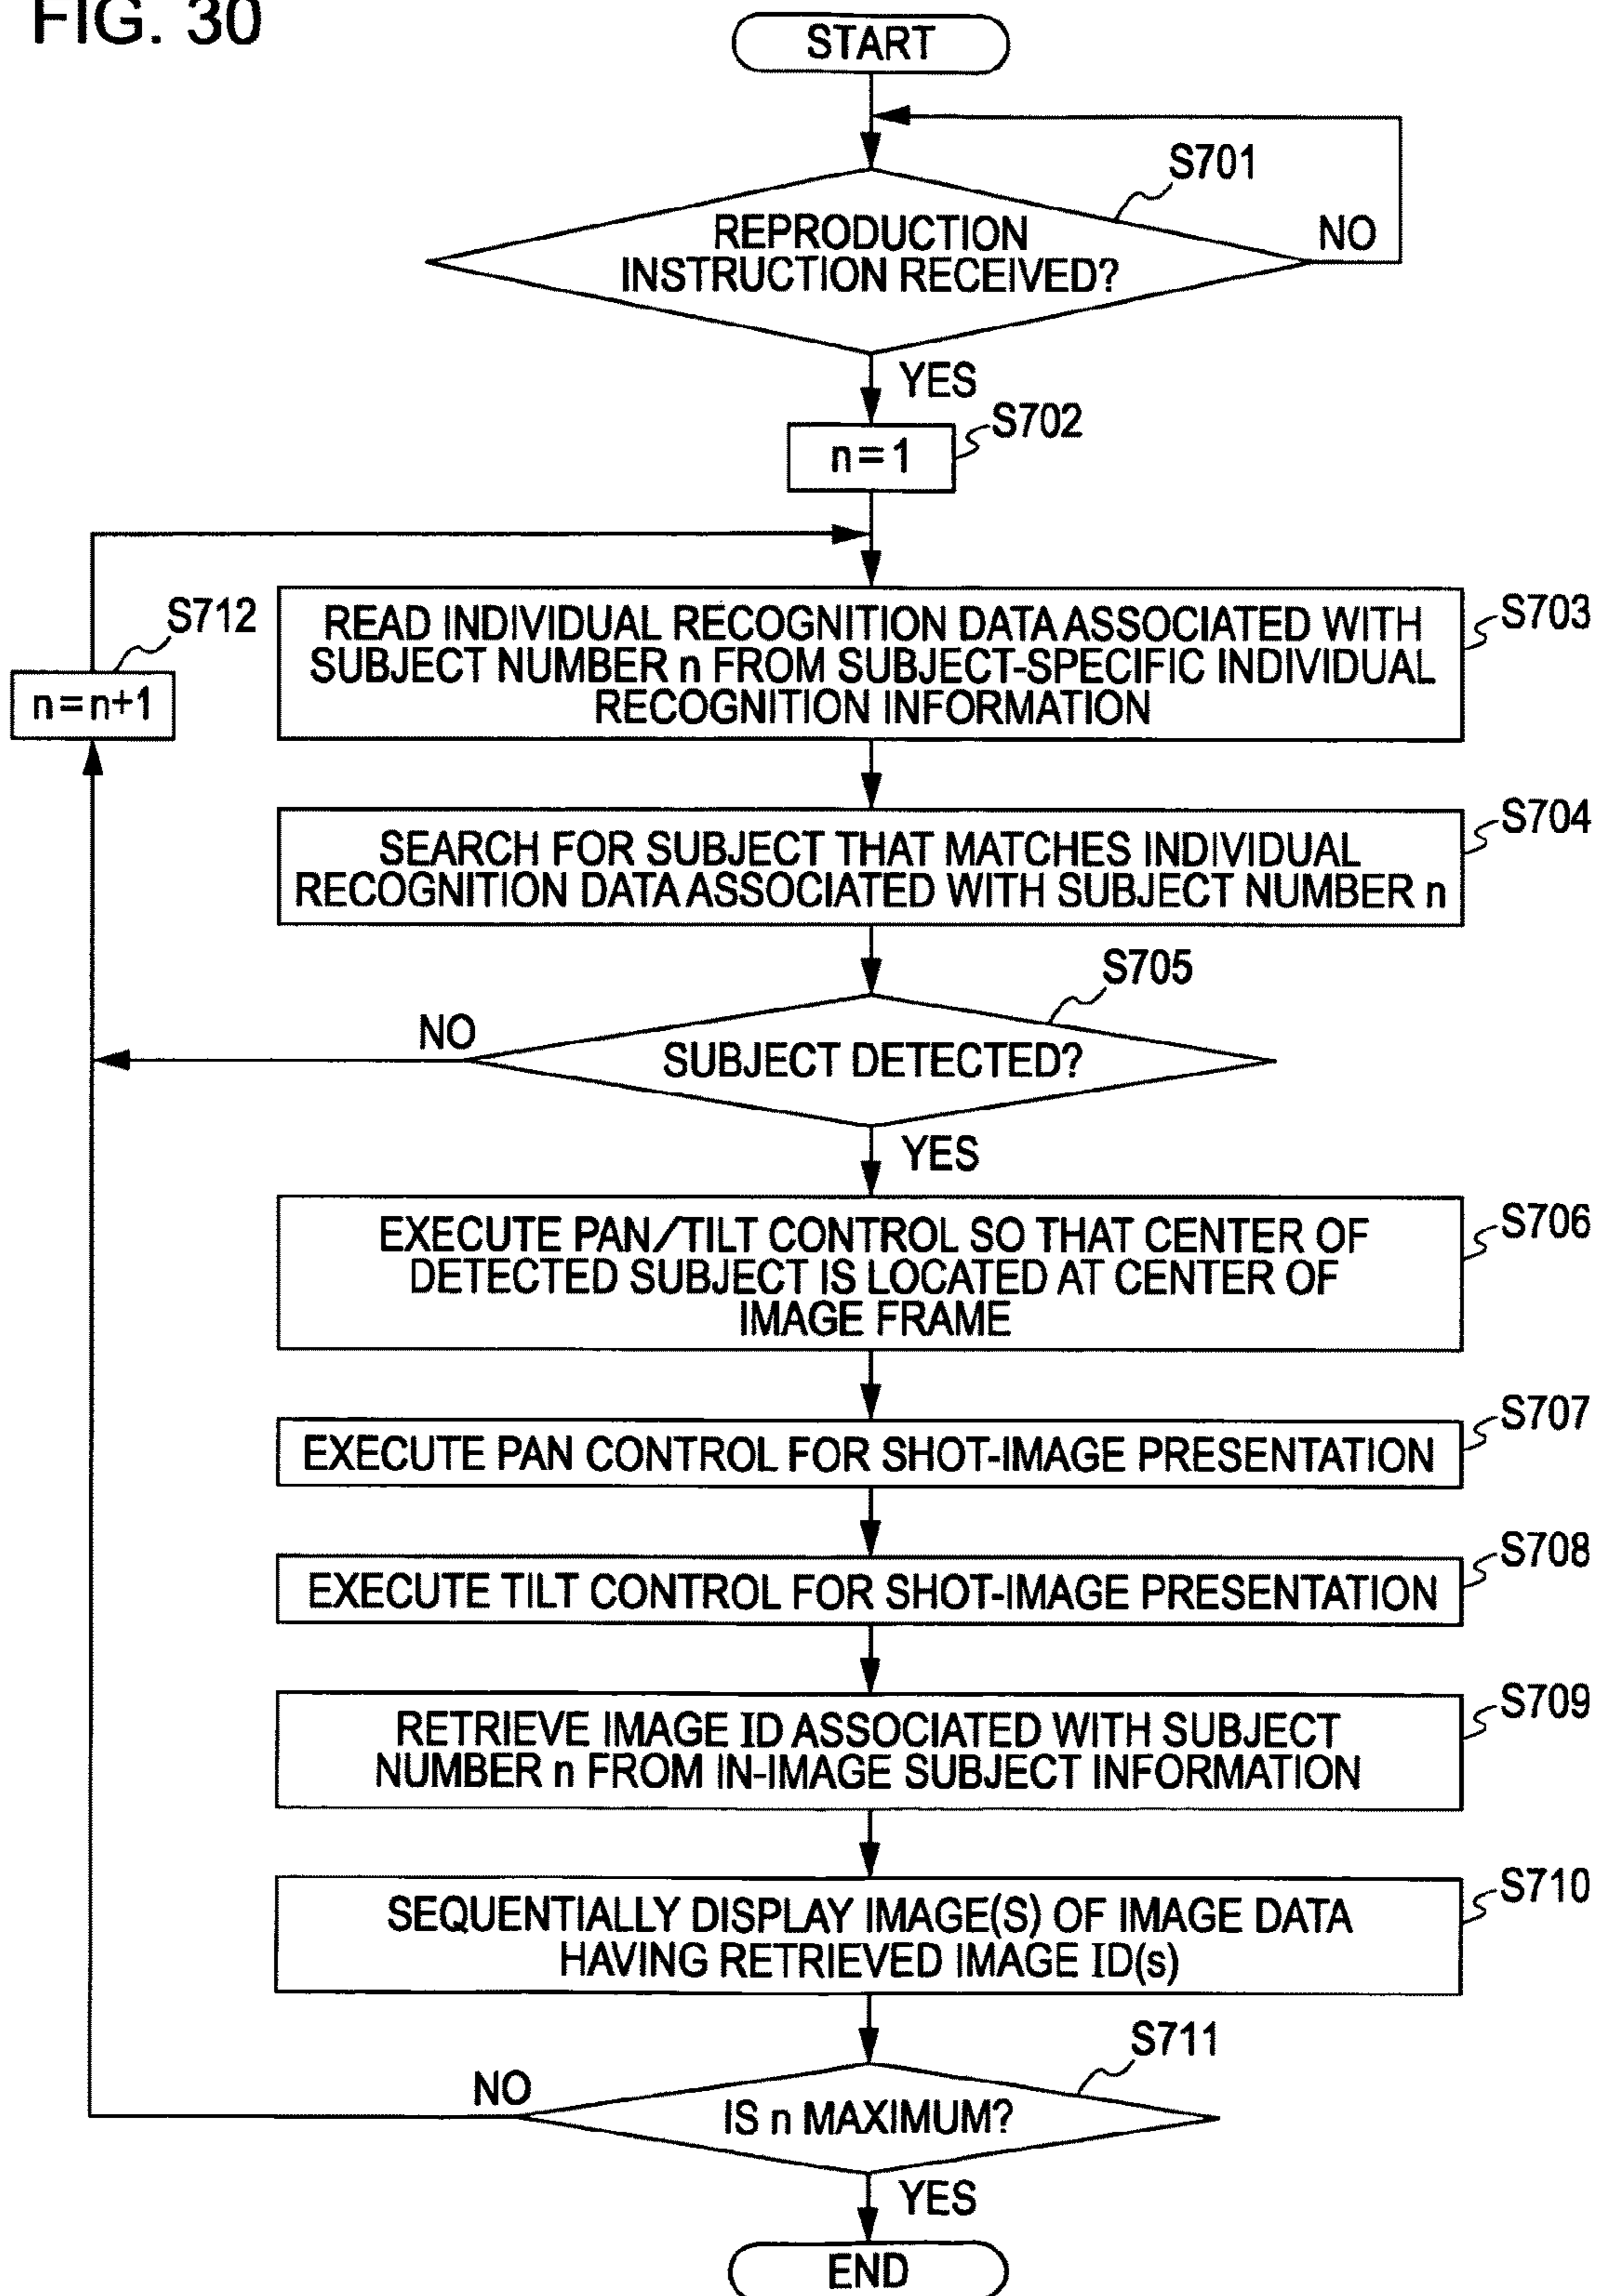 FIG. 30
START
S701
REPRODUCTION
INSTRUCTION RECEIVED?
NO
YES
S702
n=1
S712
n=n+1
S703
READ INDIVIDUAL RECOGNITION DATA ASSOCIATED WITH
SUBJECT NUMBER n FROM SUBJECT-SPECIFIC INDIVIDUAL
RECOGNITION INFORMATION
S704
SEARCH FOR SUBJECT THAT MATCHES INDIVIDUAL
RECOGNITION DATA ASSOCIATED WITH SUBJECT NUMBER n
S705
NO
SUBJECT DETECTED?
YES
S706
EXECUTE PAN/TILT CONTROL SO THAT CENTER OF
DETECTED SUBJECT IS LOCATED AT CENTER OF
IMAGE FRAME
S707
EXECUTE PAN CONTROL FOR SHOT-IMAGE PRESENTATION
S708
EXECUTE TILT CONTROL FOR SHOT-IMAGE PRESENTATION
S709
RETRIEVE IMAGE ID ASSOCIATED WITH SUBJECT
NUMBER n FROM IN-IMAGE SUBJECT INFORMATION
S710
SEQUENTIALLY DISPLAY IMAGE(S) OF IMAGE DATA
HAVING RETRIEVED IMAGE ID(s)
S711
NO
IS n MAXIMUM?
YES
END